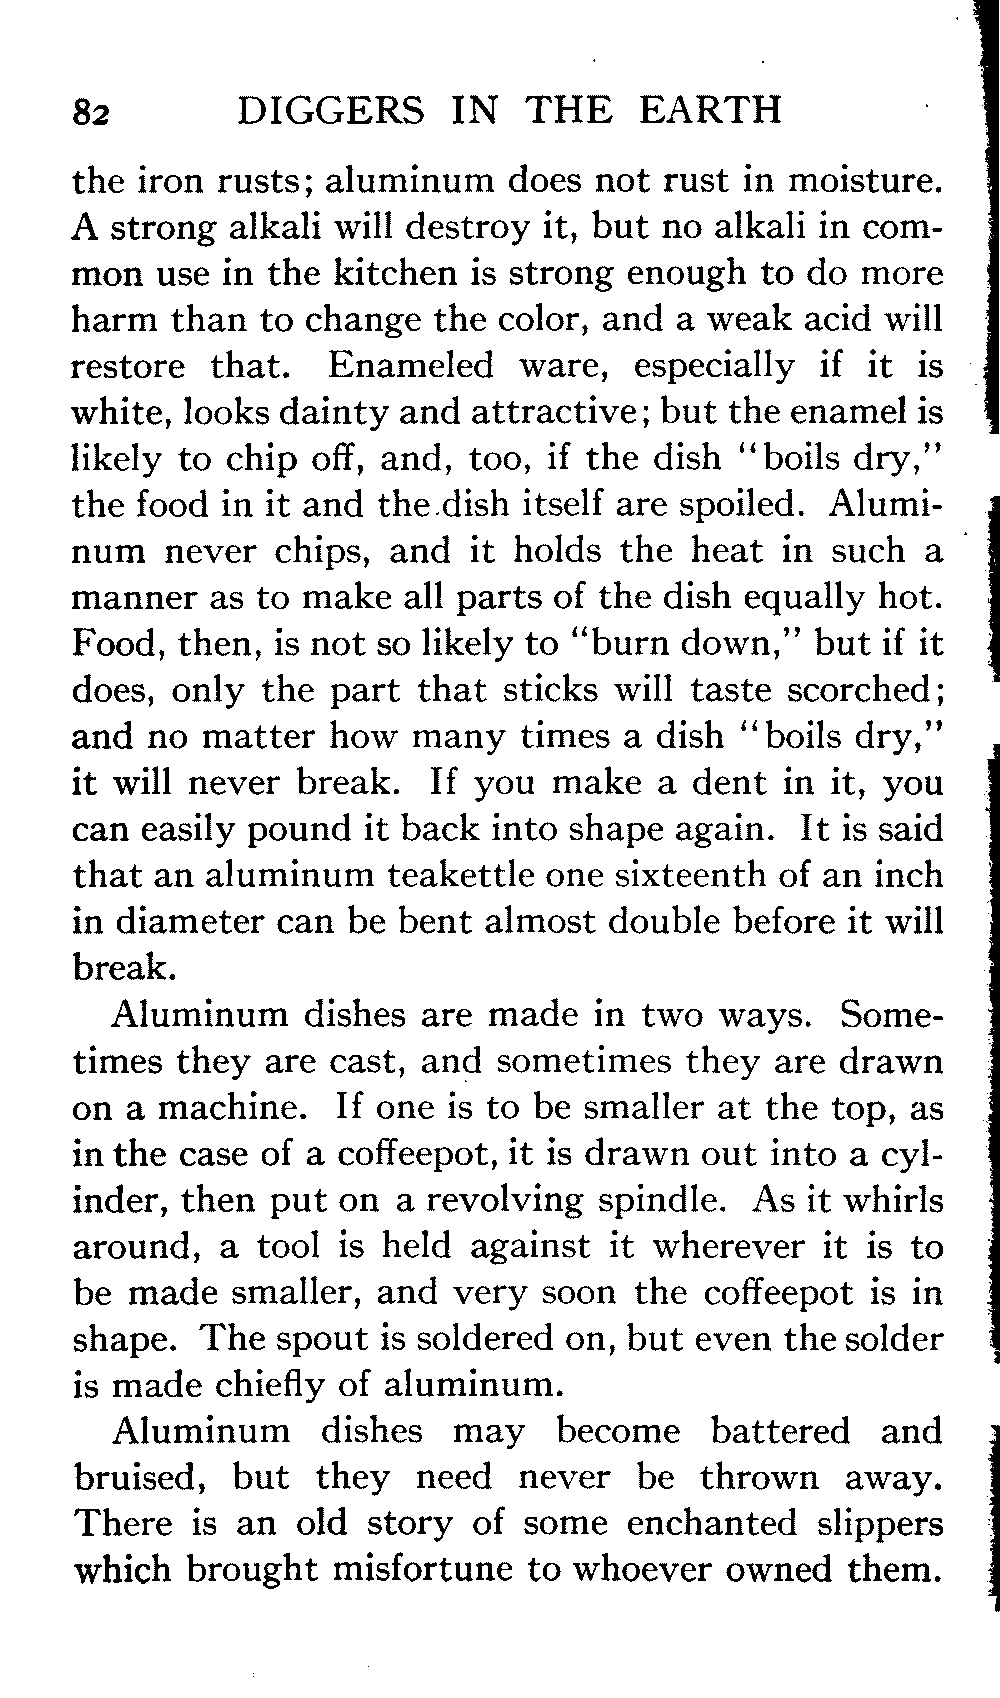 82 DIGGERS IN THE EARTH
the iron rusts; aluminum does not rust in moisture.
A strong alkali will destroy it, but no alkali in com-
mon use in the kitchen is strong enough to do more
harm than to change the color, and a weak acid will
restore that. Enameled ware, especially if it is
white, looks dainty and attractive; but the enamel is
likely to chip off, and, too, if the dish "boils dry,"
the food in it and the dish itself are spoiled. Alumi-
num never chips, and it holds the heat in such a
manner as to make all parts of the dish equally hot.
Food, then, is not so likely to "burn down," but if it
does, only the part that sticks will taste scorched;
and no matter how many times a dish "boils dry,"
it will never break. If you make a dent in it, you
can easily pound it back into shape again. It is said
that an aluminum teakettle one sixteenth of an inch
in diameter can be bent almost double before it will
break.
Aluminum dishes are made in two ways. Some-
times they are cast, and sometimes they are drawn
on a machine. If one is to be smaller at the top, as
in the case of a coffeepot, it is drawn out into a cyl-
inder, then put on a revolving spindle. As it whirls
around, a tool is held against it wherever it is to
be made smaller, and very soon the coffeepot is in
shape. The spout is soldered on, but even the solder
is made chiefly of aluminum.
Aluminum dishes may become battered and
bruised, but they need never be thrown away.
There is an old story of some enchanted slippers
which brought misfortune to whoever owned them.